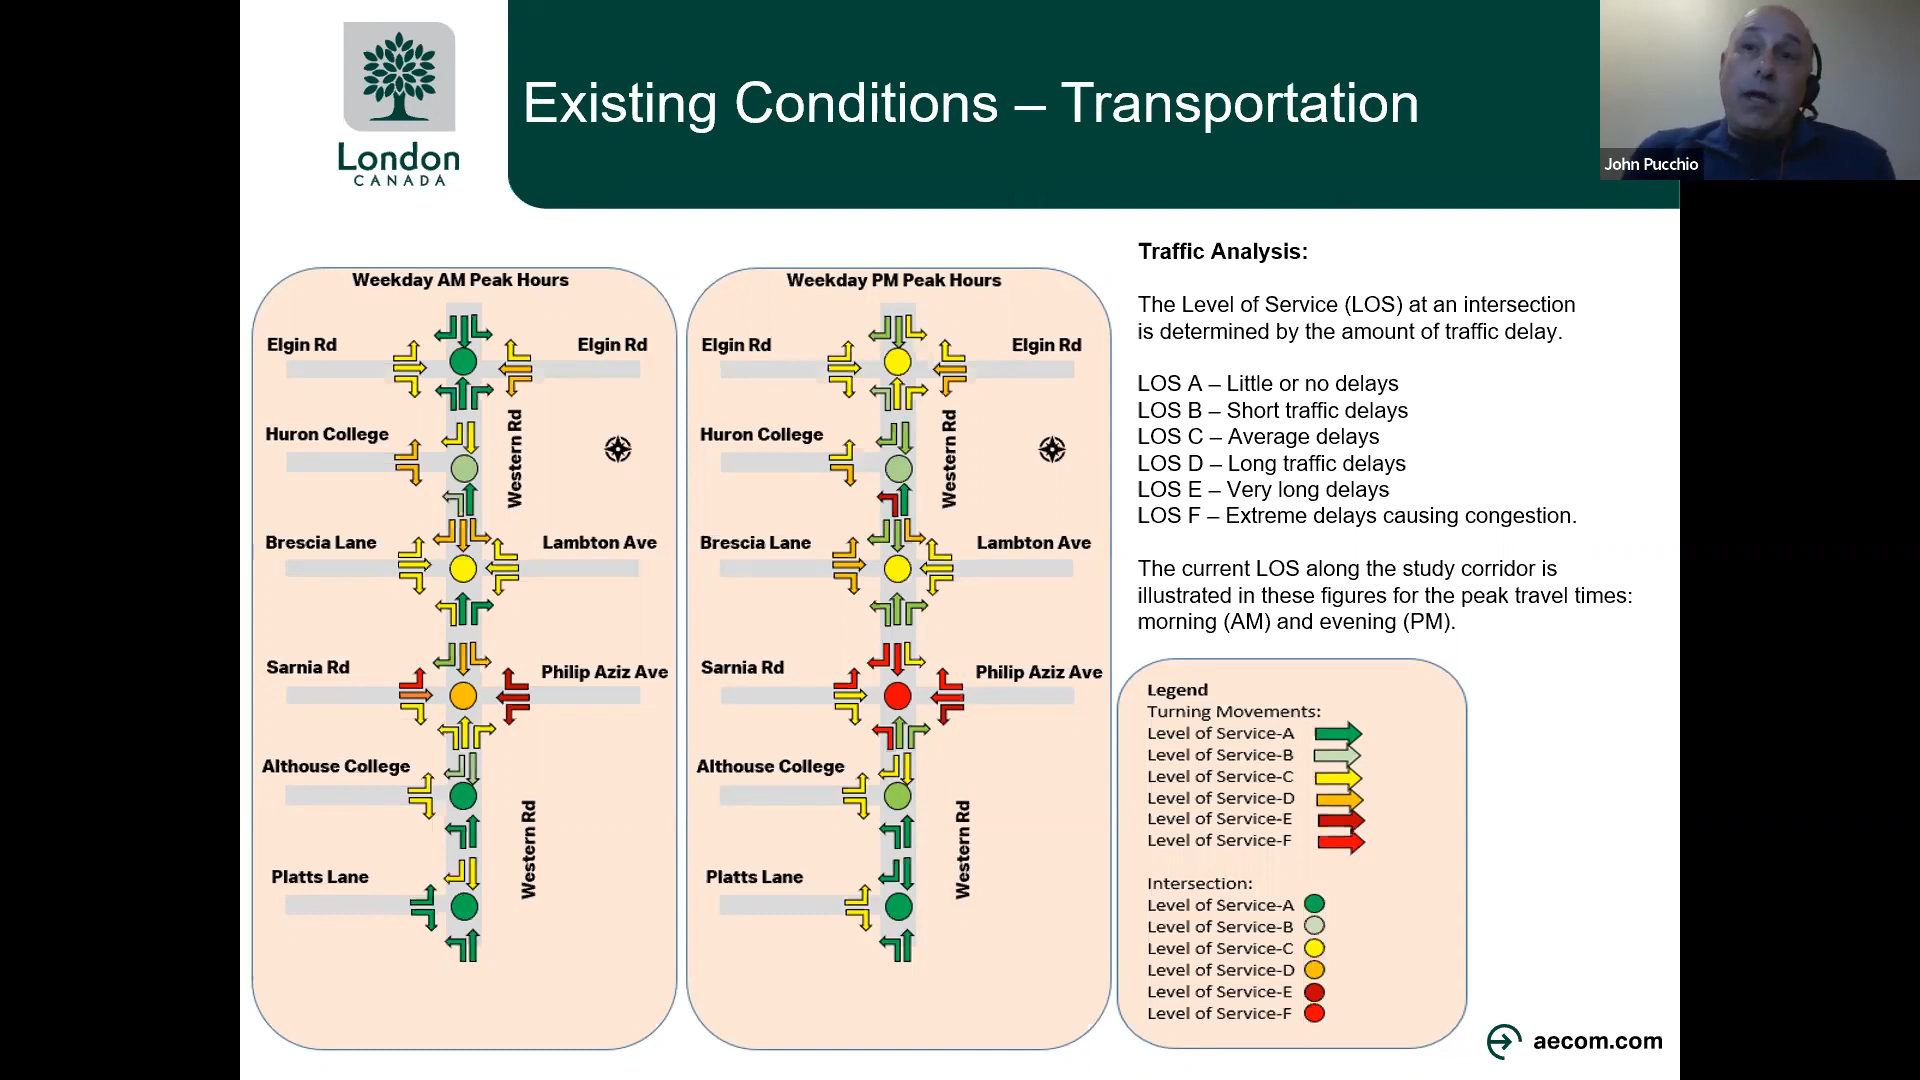 London
CANADA
Existing Conditions – Transportation
John Pucchio
Weekday AM Peak Hours
Elgin Rd
Elgin Rd
Huron College
Western Rd
Brescia Lane
Lambton Ave
Sarnia Rd
Philip Aziz Ave
Althouse College
Western Rd
Platts Lane
Weekday PM Peak Hours
Elgin Rd
Elgin Rd
Huron College
Western Rd
Brescia Lane
Lambton Ave
Sarnia Rd
Philip Aziz Ave
Althouse College
Western Rd
Platts Lane
Traffic Analysis:
The Level of Service (LOS) at an intersection
is determined by the amount of traffic delay.
LOS A – Little or no delays
LOS B – Short traffic delays
LOS C – Average delays
LOS D – Long traffic delays
LOS E – Very long delays
LOS F – Extreme delays causing congestion.
The current LOS along the study corridor is
illustrated in these figures for the peak travel times:
morning (AM) and evening (PM).
Legend
Turning Movements:
Level of Service-A
Level of Service-B
Level of Service-C
Level of Service-D
Level of Service-E
Level of Service-F
Intersection:
Level of Service-A
Level of Service-B
Level of Service-C
Level of Service-D
Level of Service-E
Level of Service-F
aecom.com